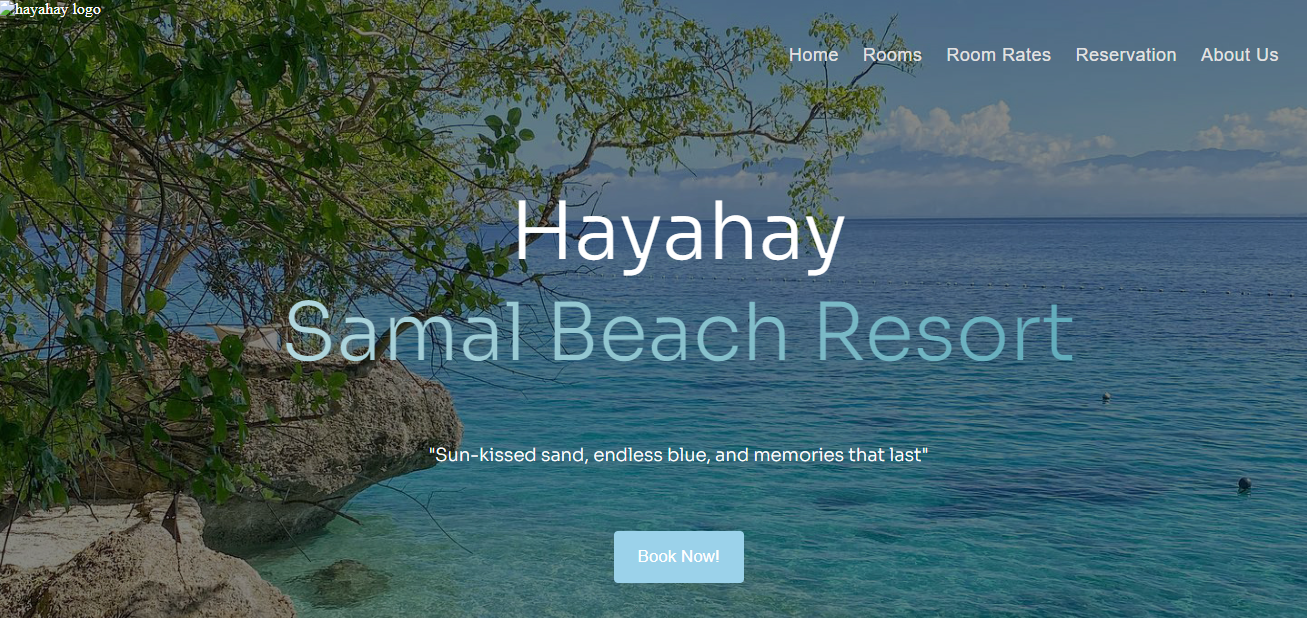 hayahay logo
Home Rooms Room Rates Reservation About Us
Hayahay
Samal Beach Resort
"Sun-kissed sand, endless blue, and memories that last"
Book Now!